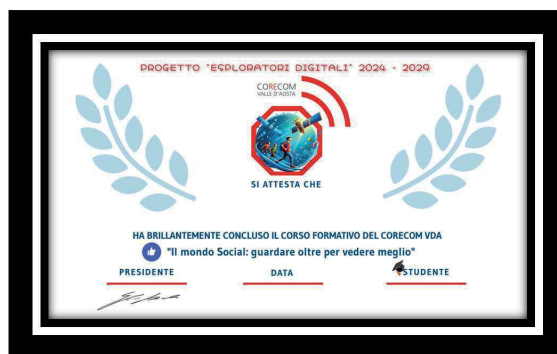 PROGETTO "ESPLORATORI DIGITALI" 2024 - 2029
CORECOM
VALLE D'AOSTA
SI ATTESTA CHE
HA BRILLANTEMENTE CONCLUSO IL CORSO FORMATIVO DEL CORECOM VDA
"Il mondo Social: guardare oltre per vedere meglio"
PRESIDENTE DATA STUDENTE